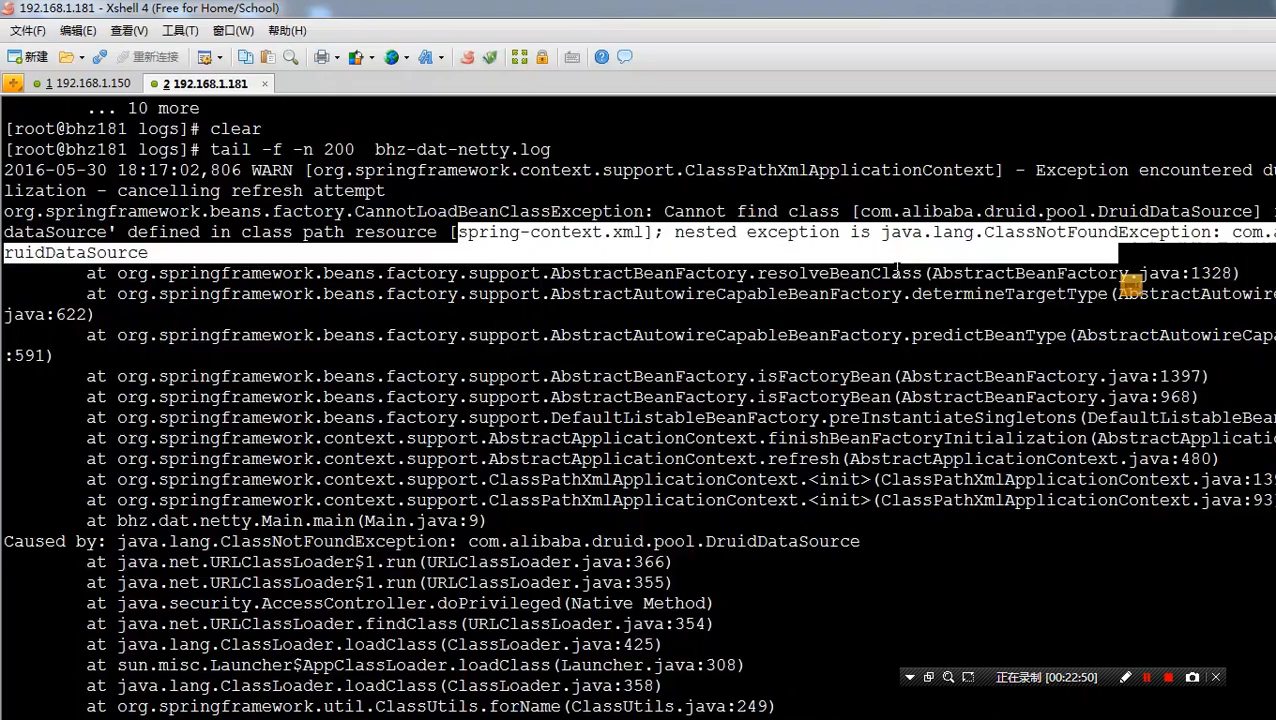 192.168.1.181 - Xshell 4 (Free for Home/School)
文件(F) 编辑(E) 查看(V) 工具(T) 窗口(W) 帮助(H)
新建 重新连接
1 192.168.1.150 2 192.168.1.181 ×
... 10 more
[root@bhz181 logs]# clear
[root@bhz181 logs]# tail -f -n 200  bhz-dat-netty.log
2016-05-30 18:17:02,806 WARN [org.springframework.context.support.ClassPathXmlApplicationContext] - Exception encountered du
lization - cancelling refresh attempt
org.springframework.beans.factory.CannotLoadBeanClassException: Cannot find class [com.alibaba.druid.pool.DruidDataSource]
dataSource' defined in class path resource [spring-context.xml]; nested exception is java.lang.ClassNotFoundException: com.a
ruidDataSource
at org.springframework.beans.factory.support.AbstractBeanFactory.resolveBeanClass(AbstractBeanFactory.java:1328)
at org.springframework.beans.factory.support.AbstractAutowireCapableBeanFactory.determineTargetType(AbstractAutowire
java:622)
at org.springframework.beans.factory.support.AbstractAutowireCapableBeanFactory.predictBeanType(AbstractAutowireCapa
:591)
at org.springframework.beans.factory.support.AbstractBeanFactory.isFactoryBean(AbstractBeanFactory.java:1397)
at org.springframework.beans.factory.support.AbstractBeanFactory.isFactoryBean(AbstractBeanFactory.java:968)
at org.springframework.beans.factory.support.DefaultListableBeanFactory.preInstantiateSingletons(DefaultListableBean
at org.springframework.context.support.AbstractApplicationContext.finishBeanFactoryInitialization(AbstractApplicatio
at org.springframework.context.support.AbstractApplicationContext.refresh(AbstractApplicationContext.java:480)
at org.springframework.context.support.ClassPathXmlApplicationContext.<init>(ClassPathXmlApplicationContext.java:139
at org.springframework.context.support.ClassPathXmlApplicationContext.<init>(ClassPathXmlApplicationContext.java:93
at bhz.dat.netty.Main.main(Main.java:9)
Caused by: java.lang.ClassNotFoundException: com.alibaba.druid.pool.DruidDataSource
at java.net.URLClassLoader$1.run(URLClassLoader.java:366)
at java.net.URLClassLoader$1.run(URLClassLoader.java:355)
at java.security.AccessController.doPrivileged(Native Method)
at java.net.URLClassLoader.findClass(URLClassLoader.java:354)
at java.lang.ClassLoader.loadClass(ClassLoader.java:425)
at sun.misc.Launcher$AppClassLoader.loadClass(Launcher.java:308)
at java.lang.ClassLoader.loadClass(ClassLoader.java:358)
正在录制 [00:22:50]
at org.springframework.util.ClassUtils.forName(ClassUtils.java:249)